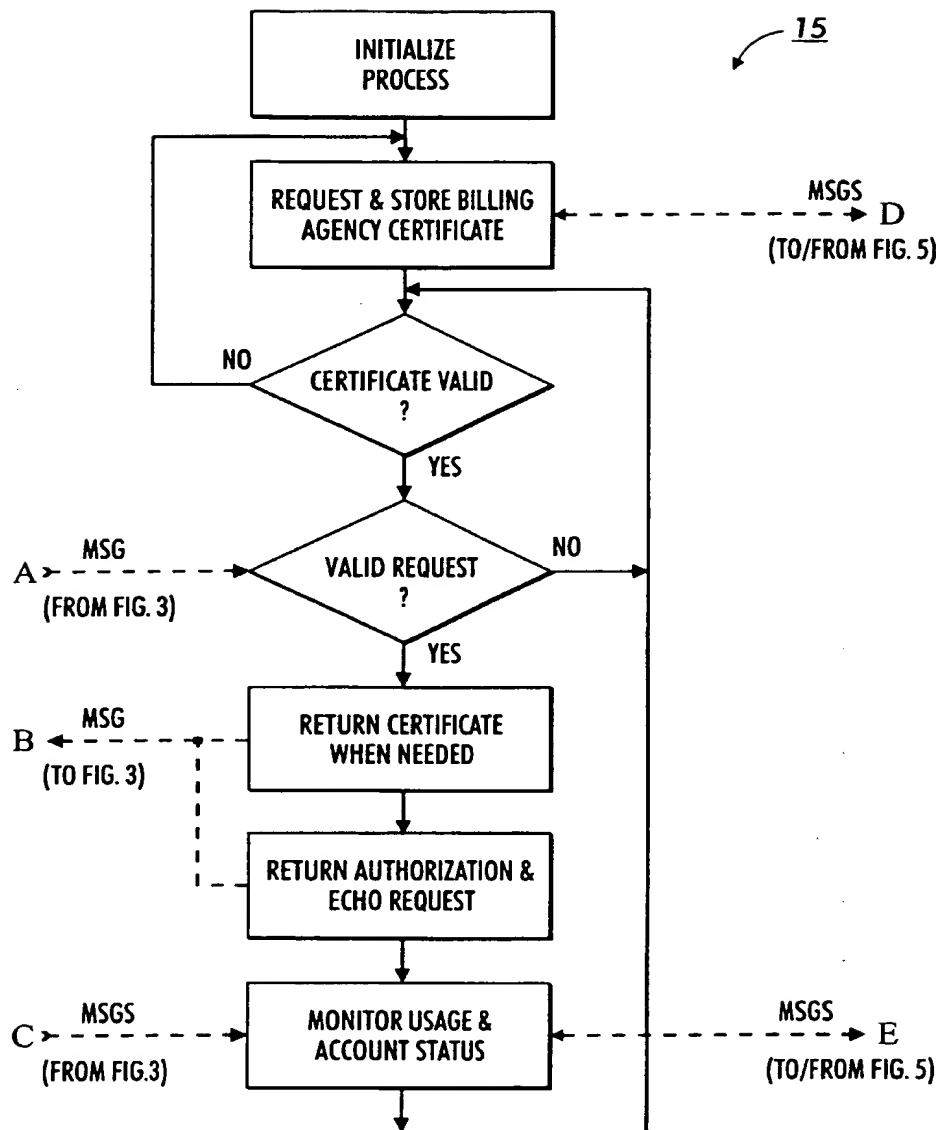 15
INITIALIZE
PROCESS
REQUEST & STORE BILLING
AGENCY CERTIFICATE
MSGS
D
(TO/FROM FIG. 5)
NO
CERTIFICATE VALID
?
YES
A
MSG
(FROM FIG. 3)
VALID REQUEST
?
NO
YES
B
MSG
(TO FIG. 3)
RETURN CERTIFICATE
WHEN NEEDED
RETURN AUTHORIZATION &
ECHO REQUEST
C
MSGS
(FROM FIG.3)
MONITOR USAGE &
ACCOUNT STATUS
MSGS
E
(TO/FROM FIG. 5)